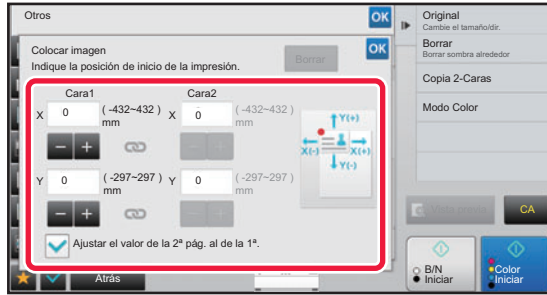 Otros
OK
Colocar imagen
Indique la posición de inicio de la impresión.
Borrar
OK
Cara1
Cara2
X 0 (-432~432) mm
X 0 (-432~432) mm
Y(+)
X(-) X(+)
Y(-)
Y 0 (-297~297) mm
Y 0 (-297~297) mm
Ajustar el valor de la 2ª pág. al de la 1ª.
Atrás
Original
Cambie el tamaño/dir.
Borrar
Borrar sombra alrededor
Copia 2-Caras
Modo Color
CA
B/N
Iniciar
Color
Iniciar